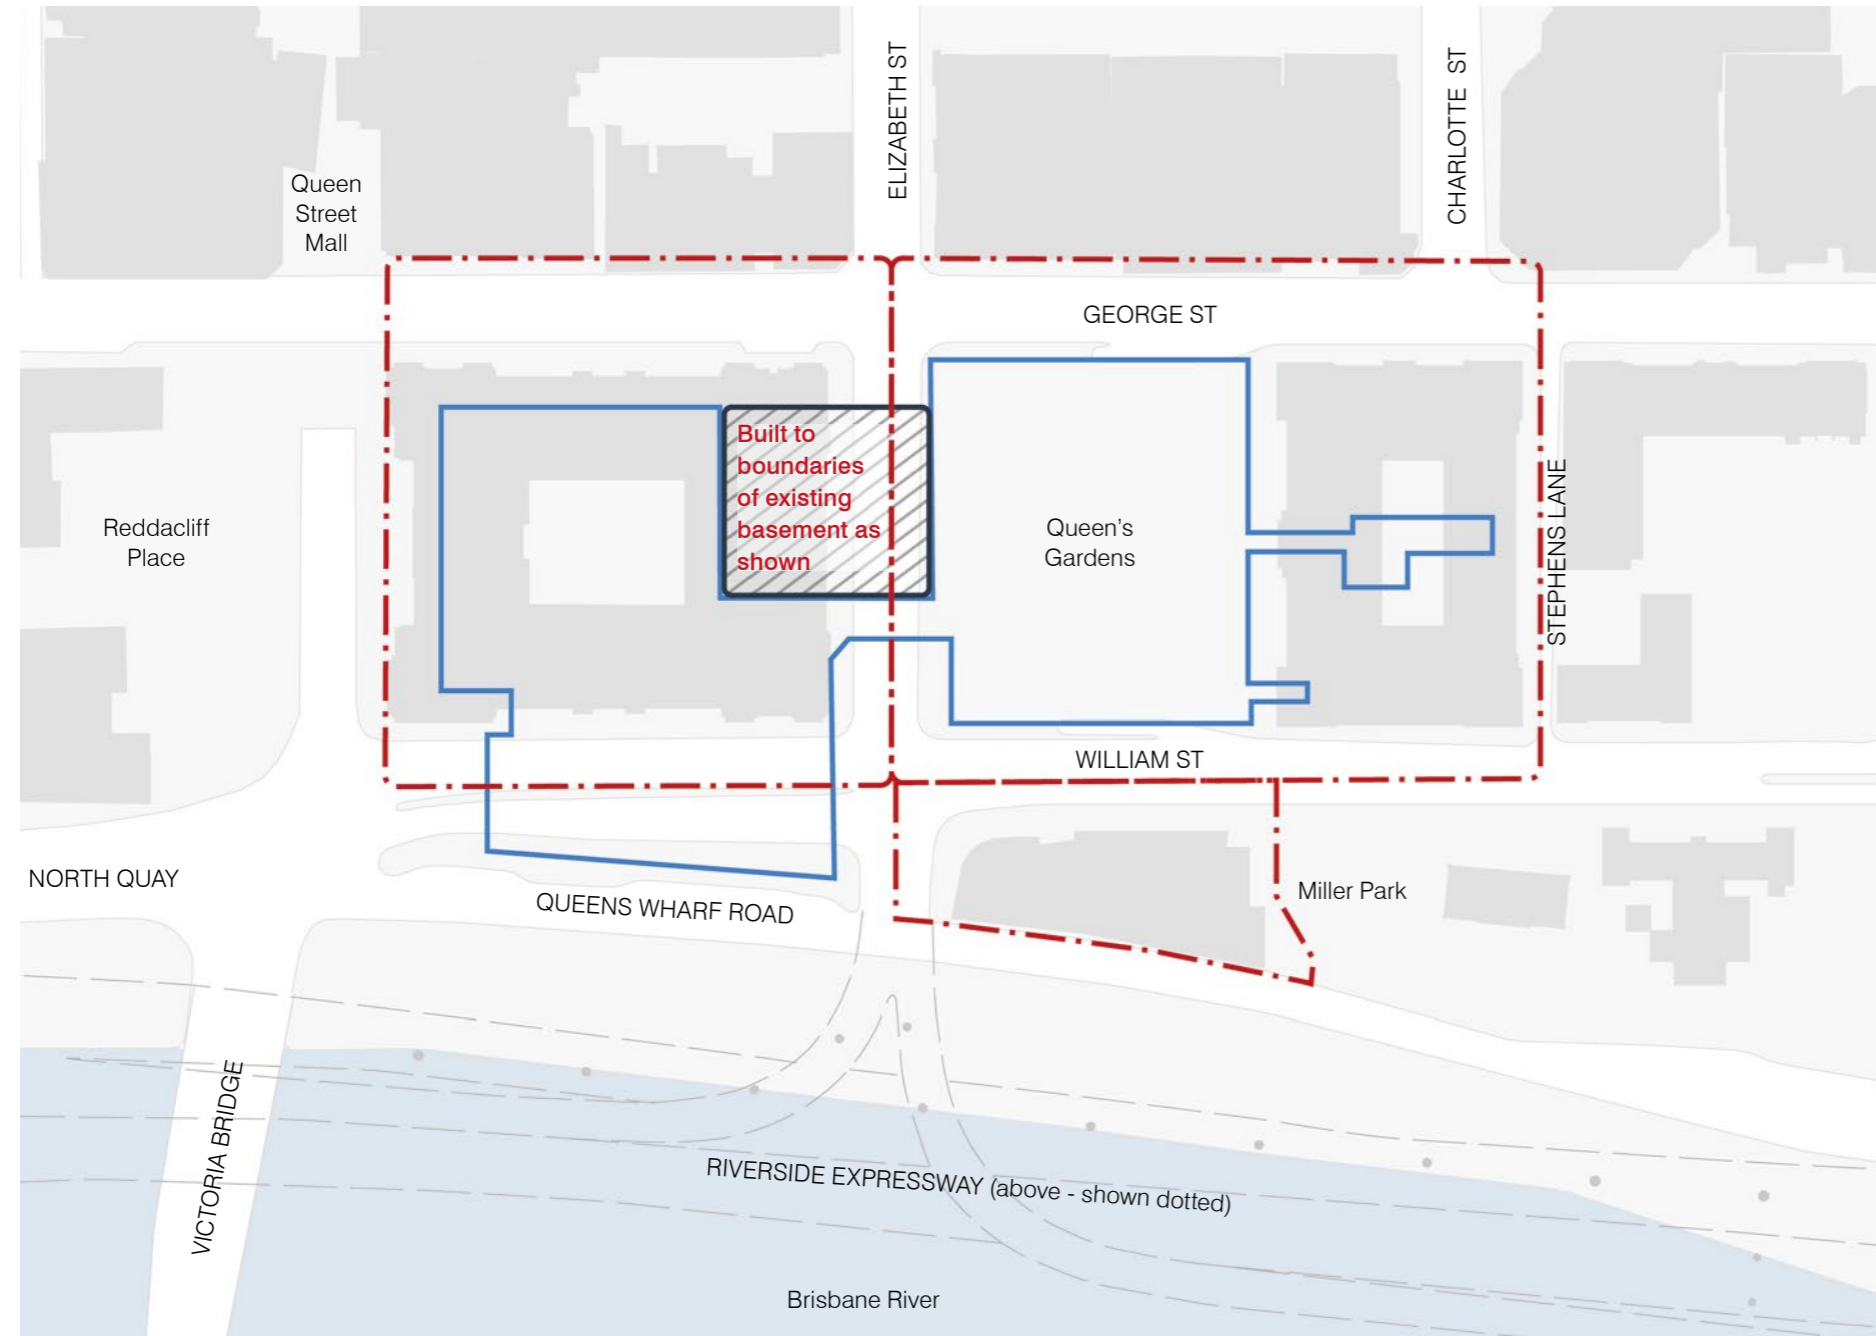 ELIZABETH ST
CHARLOTTE ST
Queen
Street
Mall
GEORGE ST
Built to
boundaries
of existing
basement as
shown
Reddacliff
Place
Queen's
Gardens
STEPHENS LANE
WILLIAM ST
NORTH QUAY
QUEENS WHARF ROAD
Miller Park
VICTORIA BRIDGE
RIVERSIDE EXPRESSWAY (above - shown dotted)
Brisbane River